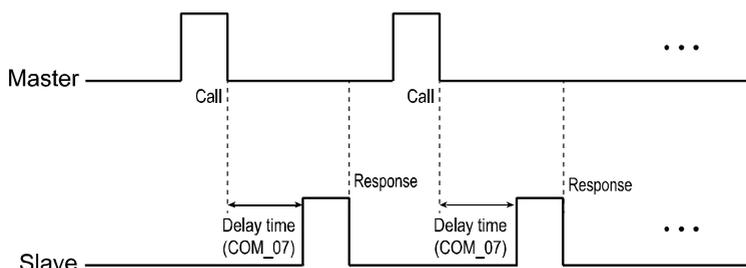 Master
Call
Call
...
Response
Response
Delay time
(COM_07)
Delay time
(COM_07)
...
Slave